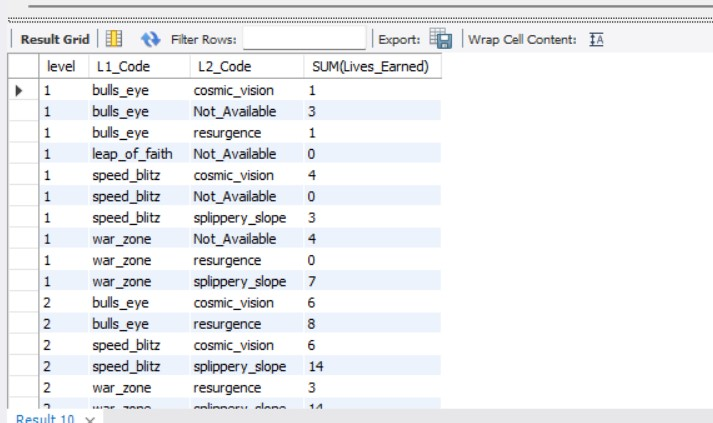 Result Grid Filter Rows: Export: Wrap Cell Content: IA
level L1_Code L2_Code SUM(Lives_Earned)
1 bulls_eye cosmic_vision 1
1 bulls_eye Not_Available 3
1 bulls_eye resurgence 1
1 leap_of_faith Not_Available 0
1 speed_blitz cosmic_vision 4
1 speed_blitz Not_Available 0
1 speed_blitz splippery_slope 3
1 war_zone Not_Available 4
1 war_zone resurgence 0
1 war_zone splippery_slope 7
2 bulls_eye cosmic_vision 6
2 bulls_eye resurgence 8
2 speed_blitz cosmic_vision 6
2 speed_blitz splippery_slope 14
2 war_zone resurgence 3
2 war_zone splippery_slope 14
Result 10